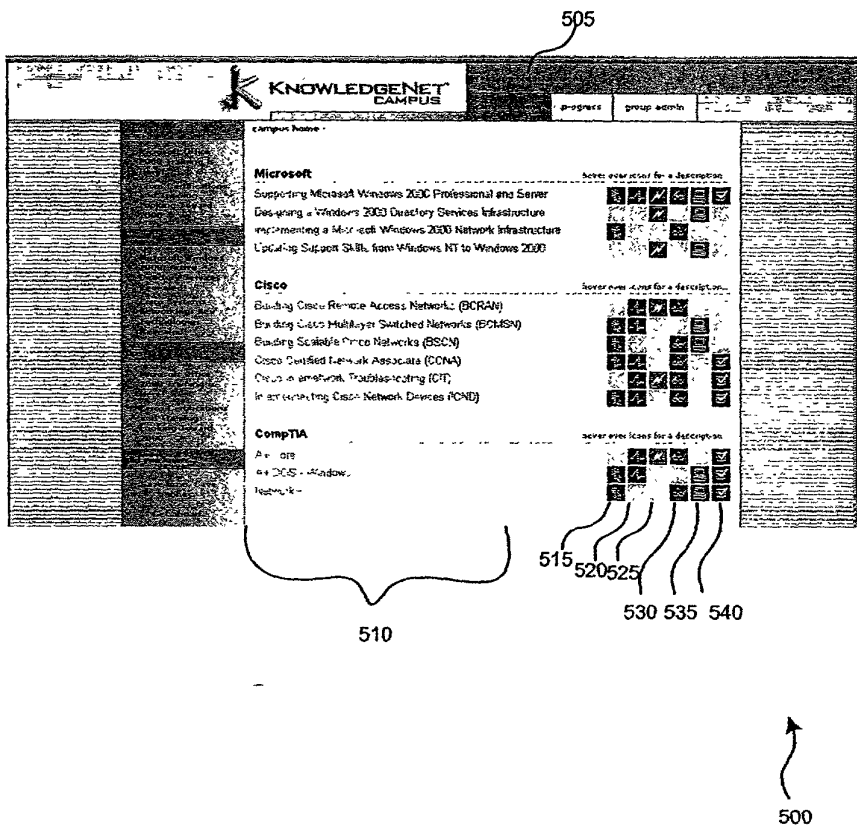 505
KNOWLEDGENET
CAMPUS
progress group admin
campus home
Microsoft hover over icons for a description
Supporting Microsoft Windows 2000 Professional and Server
Designing a Windows 2000 Directory Services Infrastructure
Implementing a Microsoft Windows 2000 Network Infrastructure
Updating Support Skills from Windows NT to Windows 2000
Cisco hover over icons for a description
Building Cisco Remote Access Networks (BCRAN)
Building Cisco Multilayer Switched Networks (BCMSN)
Building Scalable Cisco Networks (BSCN)
Cisco Certified Network Associate (CCNA)
Cisco Internetwork Troubleshooting (CIT)
Interconnecting Cisco Network Devices (ICND)
CompTIA hover over icons for a description
A+ Core
A+ DOS - Windows
Network+
515 520 525
530 535 540
510
500